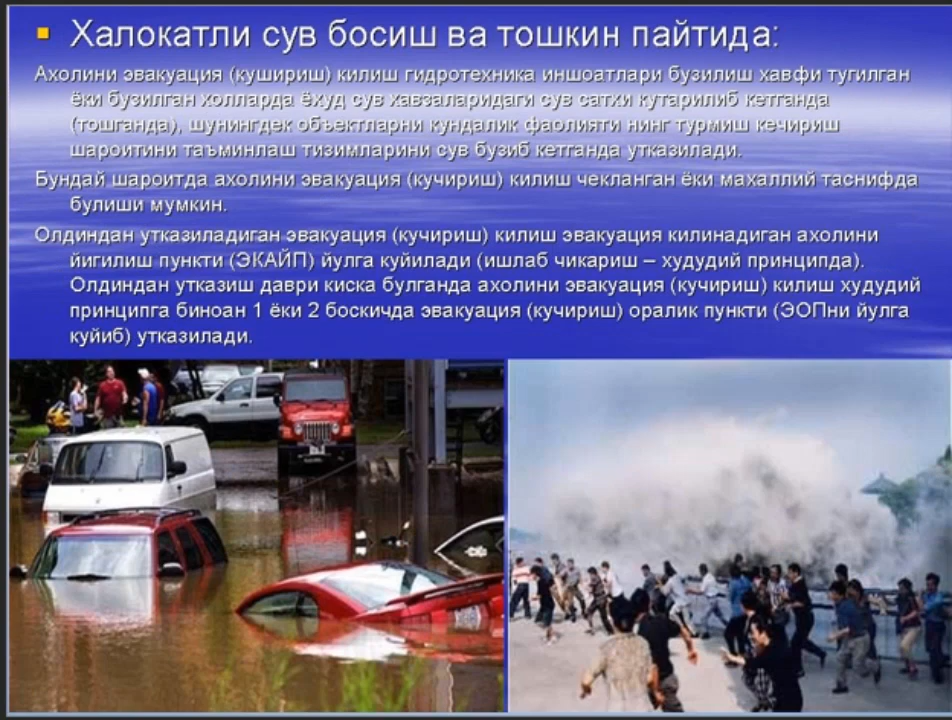 Халокатли сув босиш ва тошкин пайтида:
Ахолини эвакуация (кушириш) килиш гидротехника иншоатлари бузилиш хавфи тугилган
ёки бузилган холларда ёхуд сув хавзаларидаги сув сатхи кутарилиб кетганда
(тошганда), шунингдек объектларни кундалик фаолияти нинг турмиш кечириш
шароитини таъминлаш тизимларини сув бузиб кетганда утказилади.
Бундай шароитда ахолини эвакуация (кучириш) килиш чекланган ёки махаллий таснифда
булиши мумкин.
Олдиндан утказиладиган эвакуация (кучириш) килиш эвакуация килинадиган ахолини
йигилиш пункти (ЭКАЙП) йулга куйилади (ишлаб чикариш – худудий принципда).
Олдиндан утказиш даври киска булганда ахолини эвакуация (кучириш) килиш худудий
принципга биноан 1 ёки 2 боскичда эвакуация (кучириш) оралик пункти (ЭОПни йулга
куйиб) утказилади.